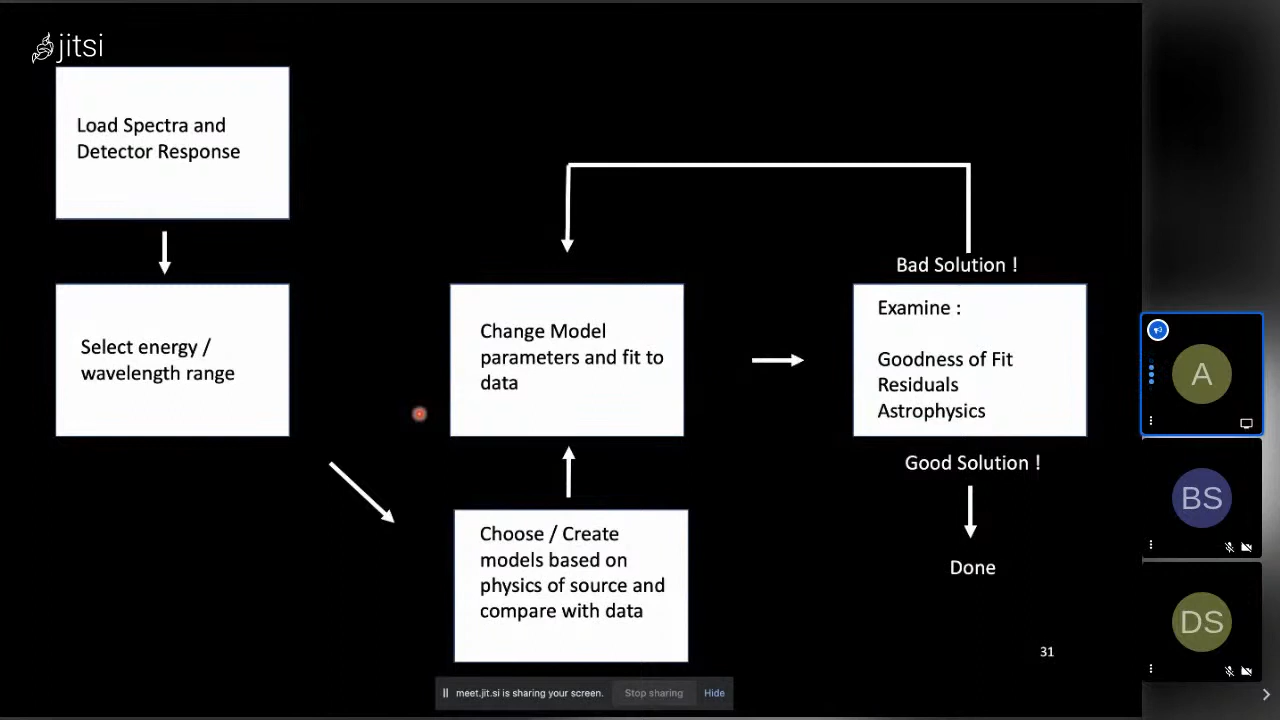 jitsi
Load Spectra and
Detector Response
Select energy /
wavelength range
Change Model
parameters and fit to
data
Choose / Create
models based on
physics of source and
compare with data
Bad Solution !
Examine :
Goodness of Fit
Residuals
Astrophysics
Good Solution !
Done
31
A
BS
DS
meet.jit.si is sharing your screen.
Stop sharing
Hide